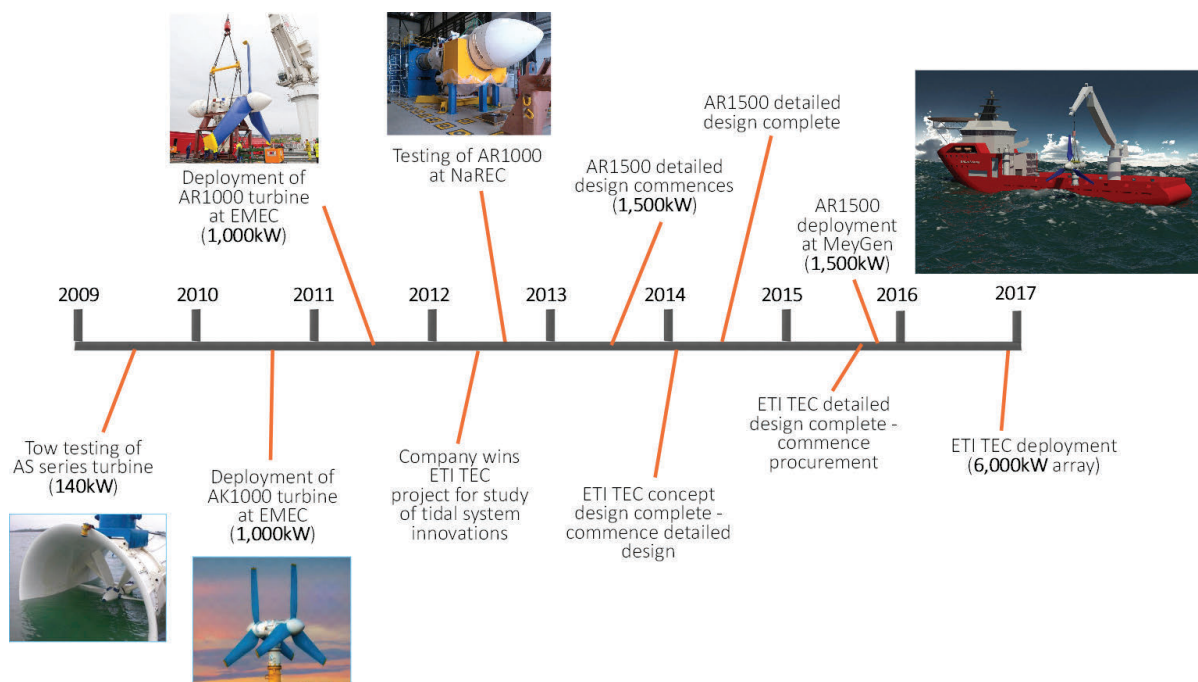 Deployment of
AR1000 turbine
at EMEC
(1,000kW)
Testing of AR1000
at NaREC
AR1500 detailed
design commences
(1,500kW)
AR1500 detailed
design complete
AR1500
deployment
at MeyGen
(1,500kW)
2009
2010
2011
2012
2013
2014
2015
2016
2017
Tow testing of
AS series turbine
(140kW)
Deployment of
AK1000 turbine
at EMEC
(1,000kW)
Company wins
ETI TEC
project for study
of tidal system
innovations
ETI TEC concept
design complete -
commence detailed
design
ETI TEC detailed
design complete -
commence
procurement
ETI TEC deployment
(6,000kW array)